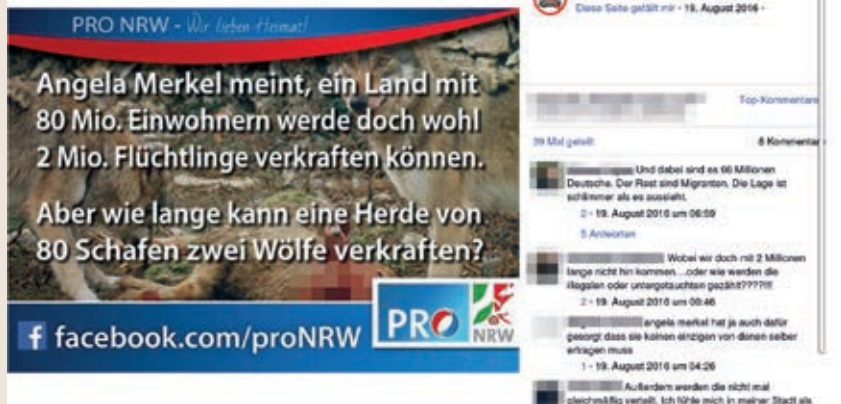 PRO NRW - Wir lieben Heimat!
Angela Merkel meint, ein Land mit
80 Mio. Einwohnern werde doch wohl
2 Mio. Flüchtlinge verkraften können.
Aber wie lange kann eine Herde von
80 Schafen zwei Wölfe verkraften?
f facebook.com/proNRW
PRO
NRW
Diese Seite gefällt mir · 19. August 2016 ·
Top-Kommentare
39 Mal geteilt
8 Kommentar
Und dabei sind es 66 Millionen
Deutsche. Der Rest sind Migranten. Die Lage ist
schlimmer als es aussieht.
2 · 19. August 2016 um 06:59
5 Antworten
Wobei wir doch mit 2 Millionen
lange nicht hin kommen....oder wie werden die
illegalen oder untergetauchten gezählt????!!!
2 · 19. August 2016 um 00:46
angela merkel hat ja auch dafür
gesorgt dass sie keinen einzigen von denen selber
ertragen muss
1 · 19. August 2016 um 04:26
Außerdem werden die nicht mal
gleichmäßig verteilt. Ich fühle mich in meiner Stadt als